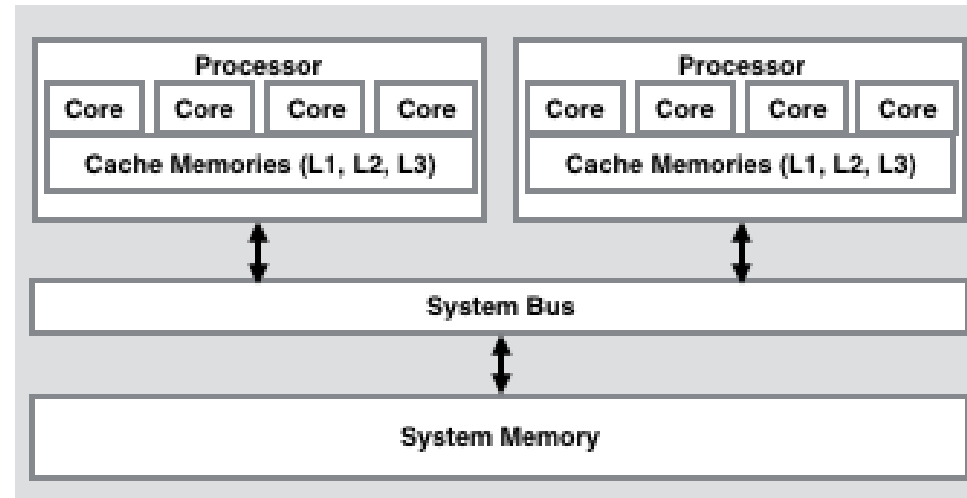 Processor
Core Core Core Core
Cache Memories (L1, L2, L3)
Processor
Core Core Core Core
Cache Memories (L1, L2, L3)
System Bus
System Memory